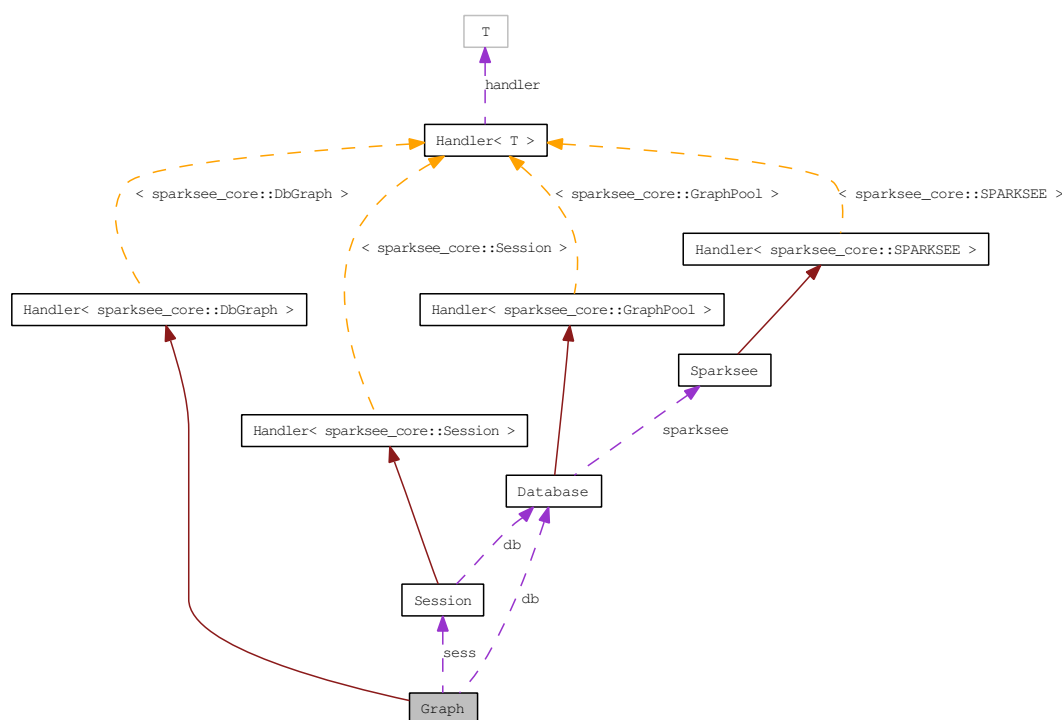 T
handler
Handler< T >
< sparksee_core::DbGraph >
< sparksee_core::GraphPool >
< sparksee_core::SPARKSEE >
< sparksee_core::Session >
Handler< sparksee_core::SPARKSEE >
Handler< sparksee_core::DbGraph >
Handler< sparksee_core::GraphPool >
Sparksee
Handler< sparksee_core::Session >
sparksee
Database
db
Session
db
sess
Graph